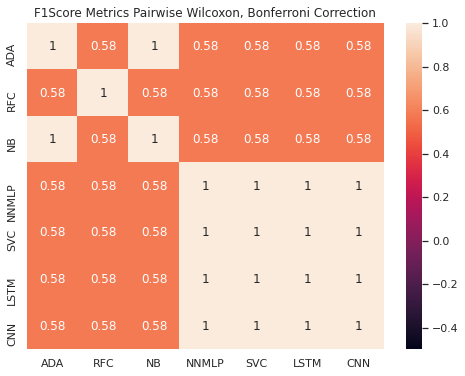 F1Score Metrics Pairwise Wilcoxon, Bonferroni Correction
ADA 1 0.58 1 0.58 0.58 0.58 0.58
RFC 0.58 1 0.58 0.58 0.58 0.58 0.58
NB 1 0.58 1 0.58 0.58 0.58 0.58
NNMLP 0.58 0.58 0.58 1 1 1 1
SVC 0.58 0.58 0.58 1 1 1 1
LSTM 0.58 0.58 0.58 1 1 1 1
CNN 0.58 0.58 0.58 1 1 1 1
ADA RFC NB NNMLP SVC LSTM CNN
1.0
0.8
0.6
0.4
0.2
0.0
−0.2
−0.4